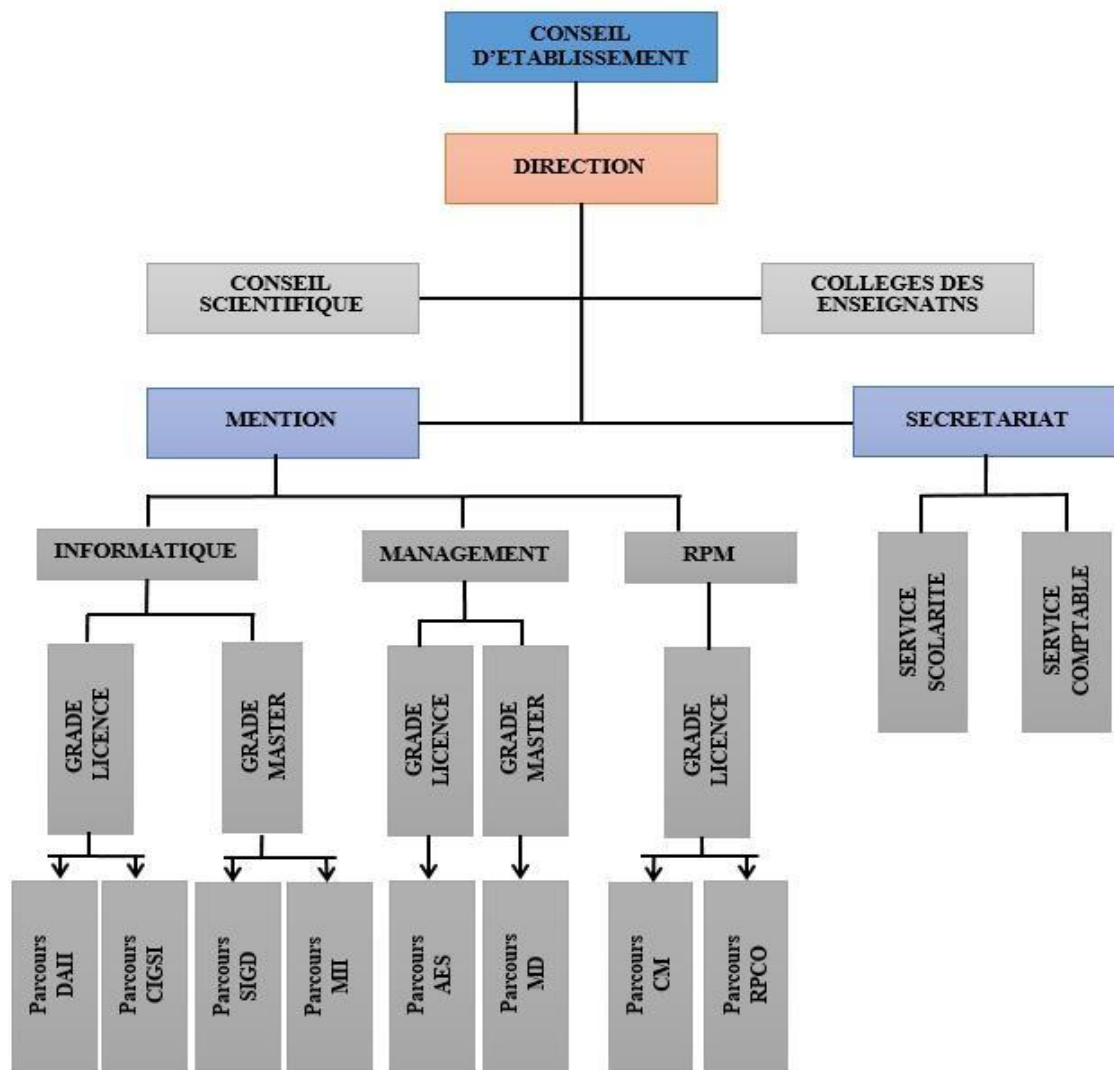 CONSEIL
D'ETABLISSEMENT
DIRECTION
CONSEIL
SCIENTIFIQUE
COLLEGES DES
ENSEIGNATNS
MENTION
SECRETARIAT
INFORMATIQUE
MANAGEMENT
RPM
SERVICE
SCOLARITE
SERVICE
COMPTABLE
GRADE
LICENCE
GRADE
MASTER
GRADE
LICENCE
GRADE
MASTER
GRADE
LICENCE
Parcours
DAII
Parcours
CIGSI
Parcours
SIGD
Parcours
MII
Parcours
AES
Parcours
MD
Parcours
CM
Parcours
RPCO